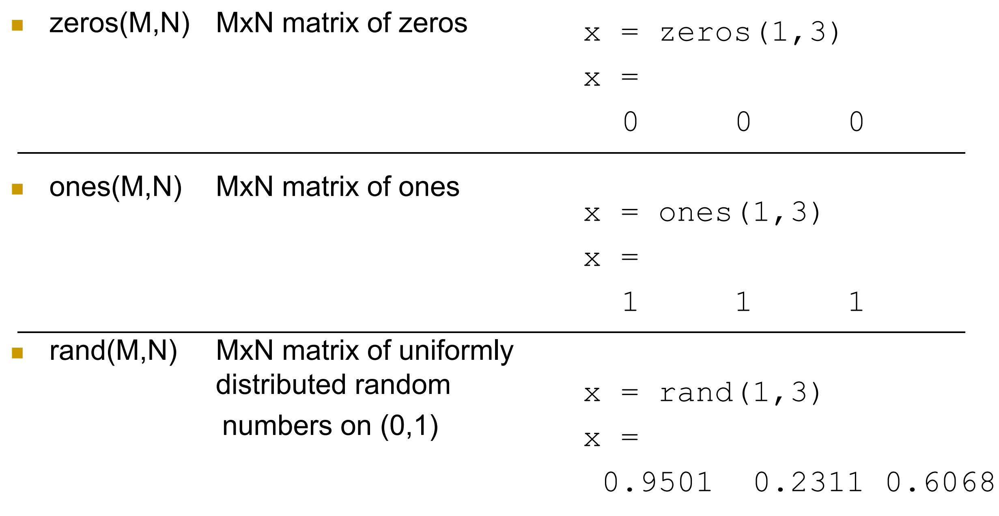 zeros(M,N) MxN matrix of zeros
x = zeros(1,3)
x =
0 0 0
ones(M,N) MxN matrix of ones
x = ones(1,3)
x =
1 1 1
rand(M,N) MxN matrix of uniformly
distributed random
numbers on (0,1)
x = rand(1,3)
x =
0.9501 0.2311 0.6068